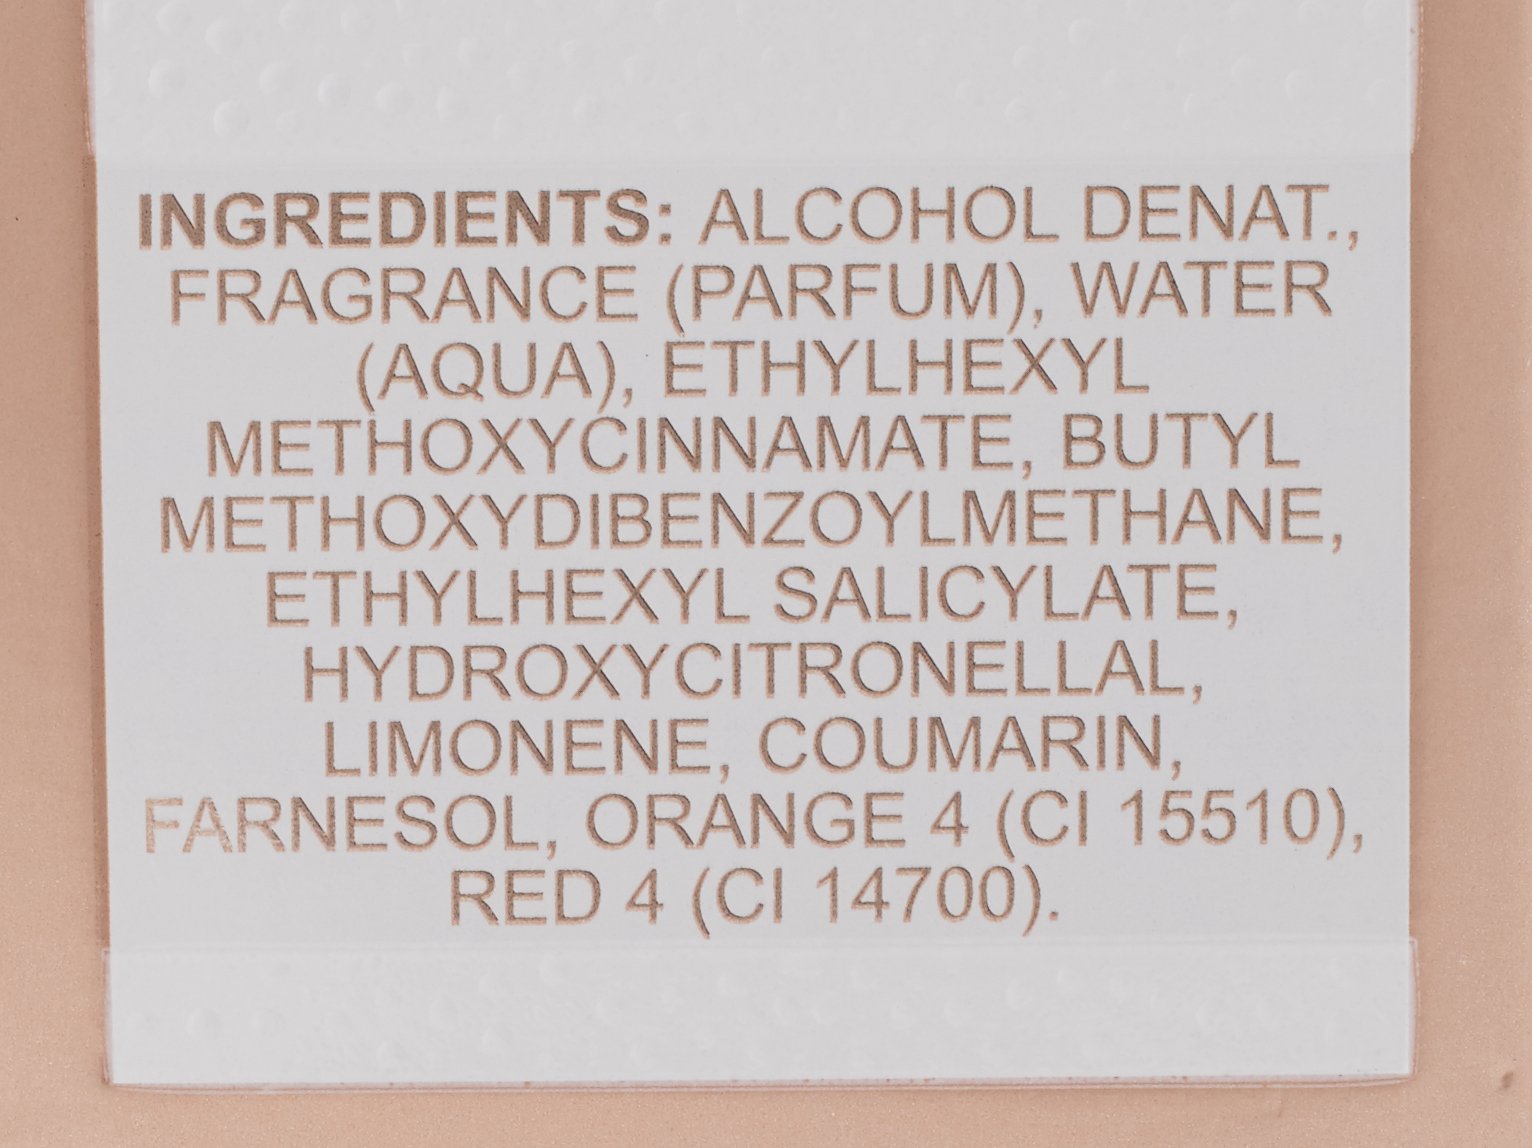 INGREDIENTS: ALCOHOL DENAT.,
FRAGRANCE (PARFUM), WATER
(AQUA), ETHYLHEXYL
METHOXYCINNAMATE, BUTYL
METHOXYDIBENZOYLMETHANE,
ETHYLHEXYL SALICYLATE,
HYDROXYCITRONELLAL,
LIMONENE, COUMARIN,
FARNESOL, ORANGE 4 (CI 15510),
RED 4 (CI 14700).